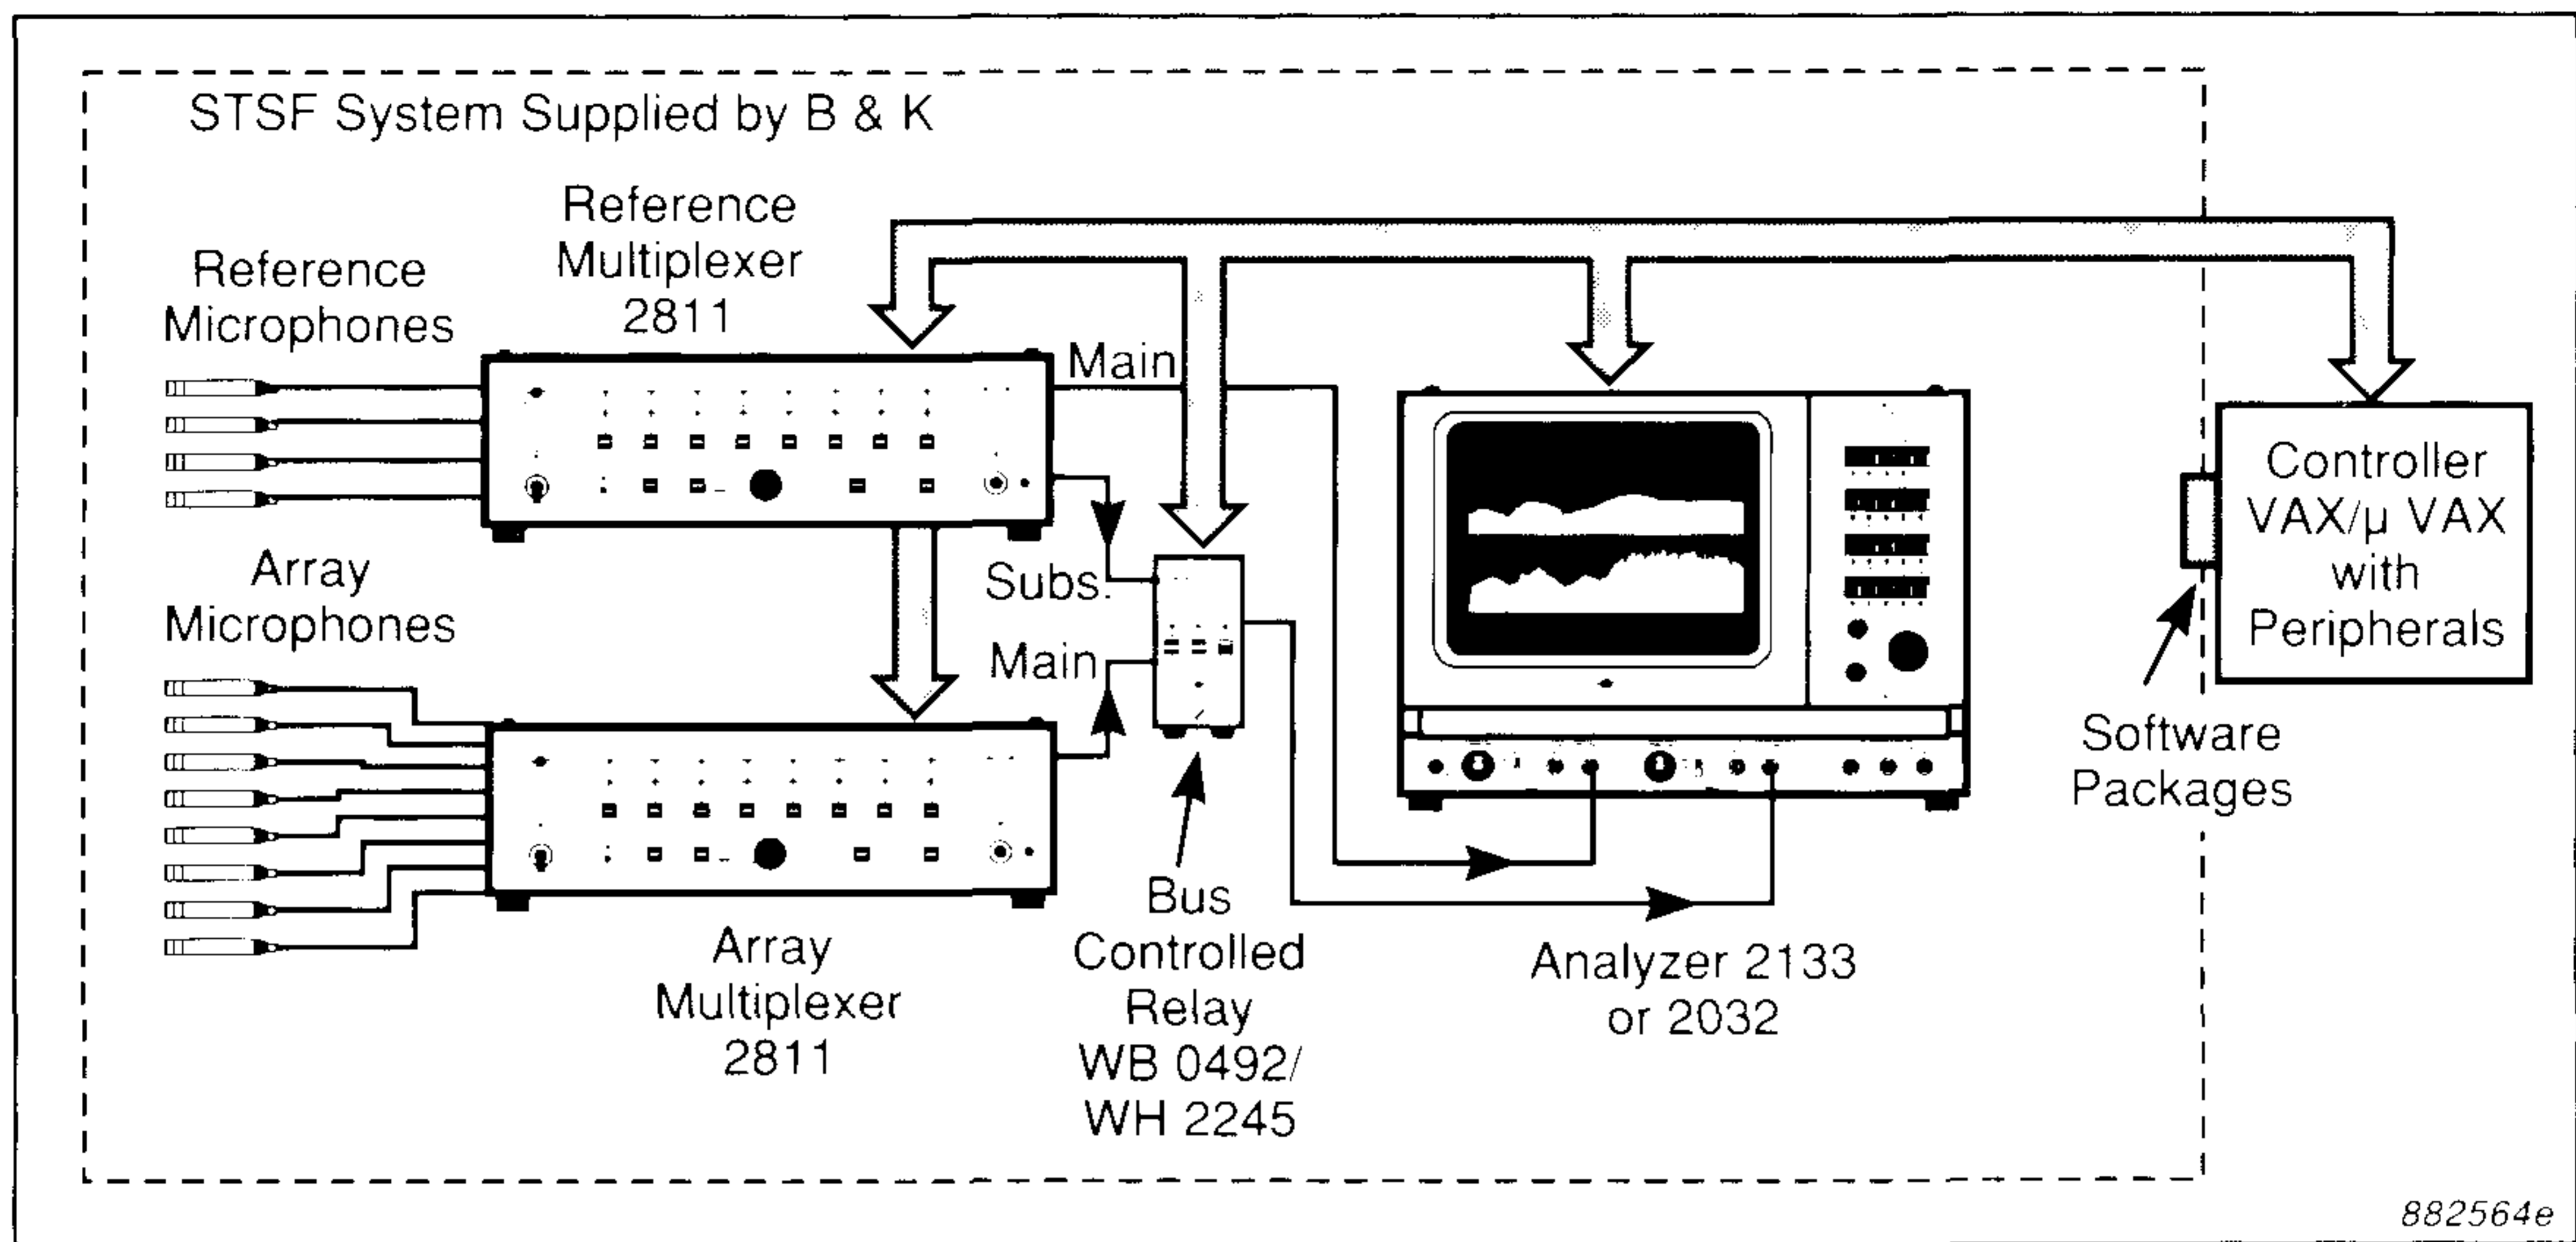 STSF System Supplied by B & K
Reference
Multiplexer
2811
Reference
Microphones
Main
Array
Microphones
Subs.
Main
Controller
VAX/µ VAX
with
Peripherals
Software
Packages
Array
Multiplexer
2811
Bus
Controlled
Relay
WB 0492/
WH 2245
Analyzer 2133
or 2032
882564e